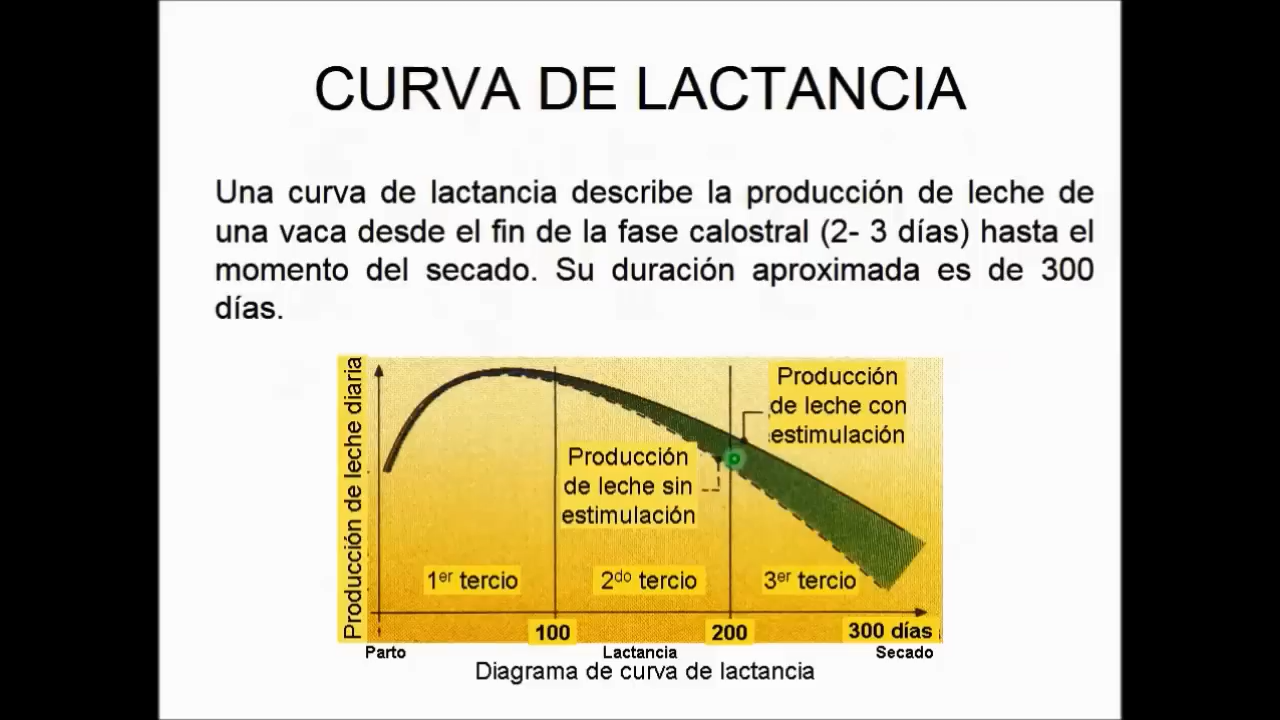 CURVA DE LACTANCIA
Una curva de lactancia describe la producción de leche de
una vaca desde el fin de la fase calostral (2- 3 días) hasta el
momento del secado. Su duración aproximada es de 300
días.
Producción de leche diaria
Producción
de leche con
estimulación
Producción
de leche sin
estimulación
1er tercio
2do tercio
3er tercio
100
200
300 días
Parto
Lactancia
Secado
Diagrama de curva de lactancia